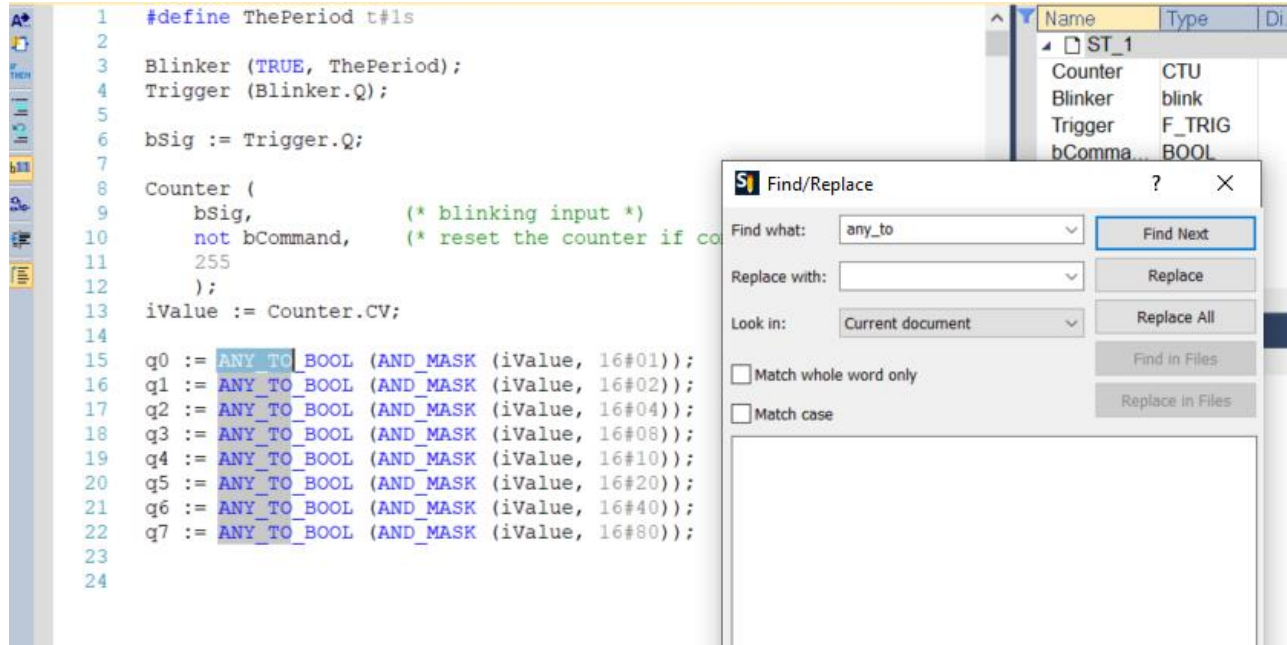 1 #define ThePeriod t#1s
2
3 Blinker (TRUE, ThePeriod);
4 Trigger (Blinker.Q);
5
6 bSig := Trigger.Q;
7
8 Counter (
9 bSig, (* blinking input *)
10 not bCommand, (* reset the counter if co
11 255
12 );
13 iValue := Counter.CV;
14
15 q0 := ANY_TO_BOOL (AND_MASK (iValue, 16#01));
16 q1 := ANY_TO_BOOL (AND_MASK (iValue, 16#02));
17 q2 := ANY_TO_BOOL (AND_MASK (iValue, 16#04));
18 q3 := ANY_TO_BOOL (AND_MASK (iValue, 16#08));
19 q4 := ANY_TO_BOOL (AND_MASK (iValue, 16#10));
20 q5 := ANY_TO_BOOL (AND_MASK (iValue, 16#20));
21 q6 := ANY_TO_BOOL (AND_MASK (iValue, 16#40));
22 q7 := ANY_TO_BOOL (AND_MASK (iValue, 16#80));
23
24
Name Type Di
ST_1
Counter CTU
Blinker blink
Trigger F_TRIG
bComma... BOOL
Find/Replace ? X
Find what: any_to Find Next
Replace with: Replace
Look in: Current document Replace All
Find in Files
Match whole word only
Replace in Files
Match case